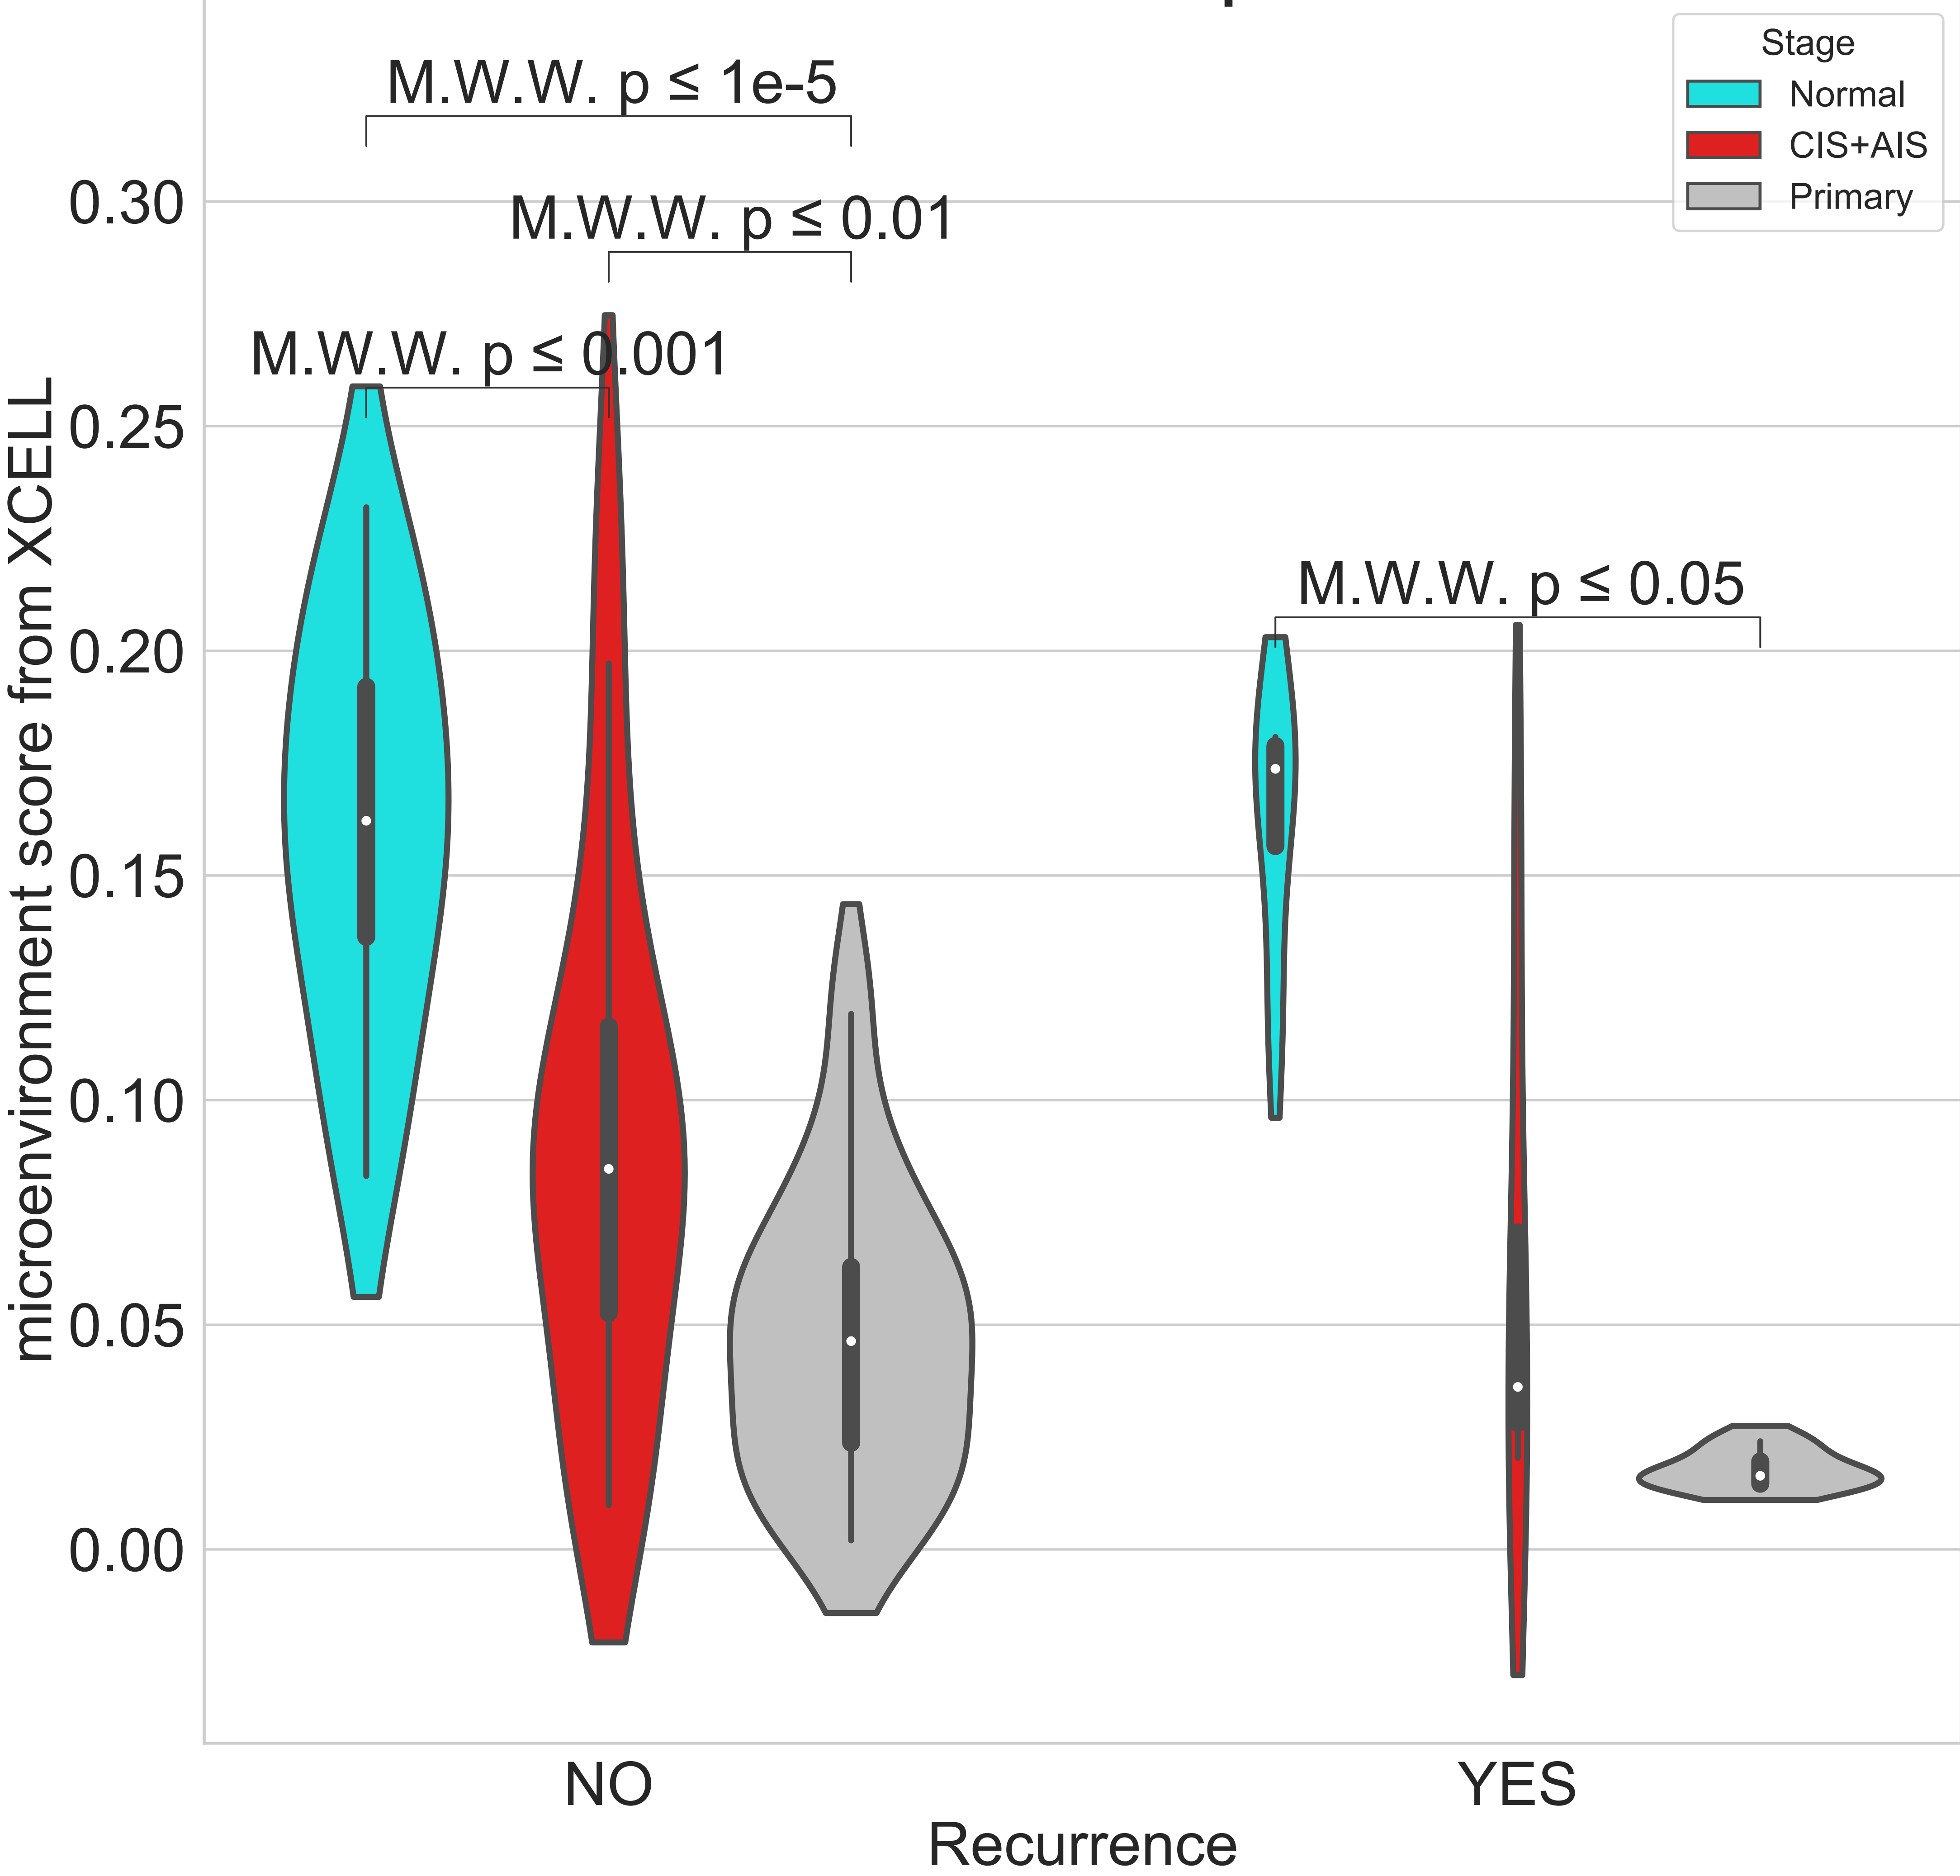 Stage
Normal
CIS+AIS
Primary
M.W.W. p ≤ 1e-5
M.W.W. p ≤ 0.01
M.W.W. p ≤ 0.001
M.W.W. p ≤ 0.05
microenvironment score from XCELL
0.30
0.25
0.20
0.15
0.10
0.05
0.00
NO
YES
Recurrence